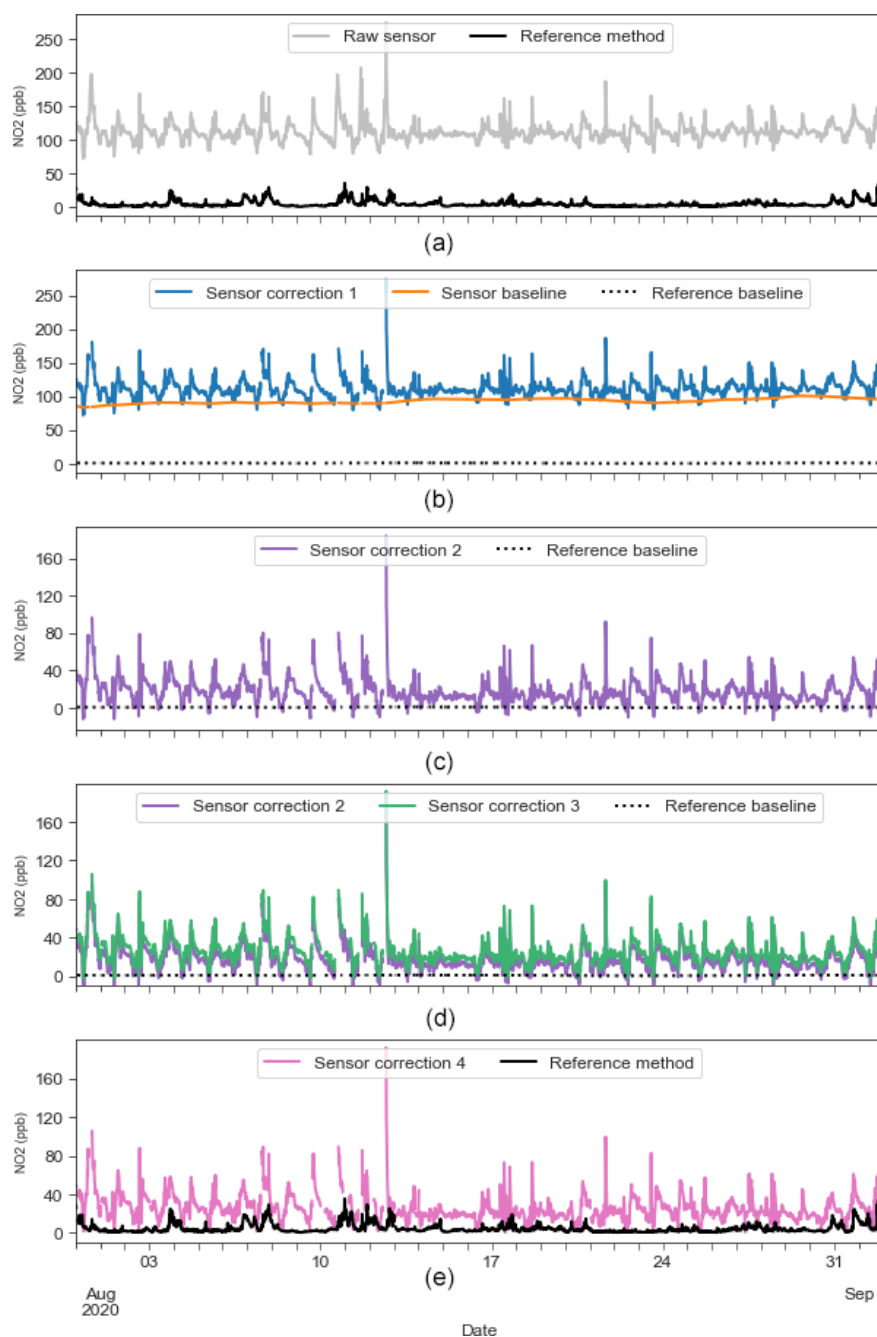 Raw sensor Reference method
NO2 (ppb)
250
200
150
100
50
0
(a)
Sensor correction 1 Sensor baseline Reference baseline
NO2 (ppb)
250
200
150
100
50
0
(b)
Sensor correction 2 Reference baseline
NO2 (ppb)
160
120
80
40
0
(c)
Sensor correction 2 Sensor correction 3 Reference baseline
NO2 (ppb)
160
120
80
40
0
(d)
Sensor correction 4 Reference method
NO2 (ppb)
160
120
80
40
0
03 10 17 24 31
(e)
Aug Sep
2020
Date